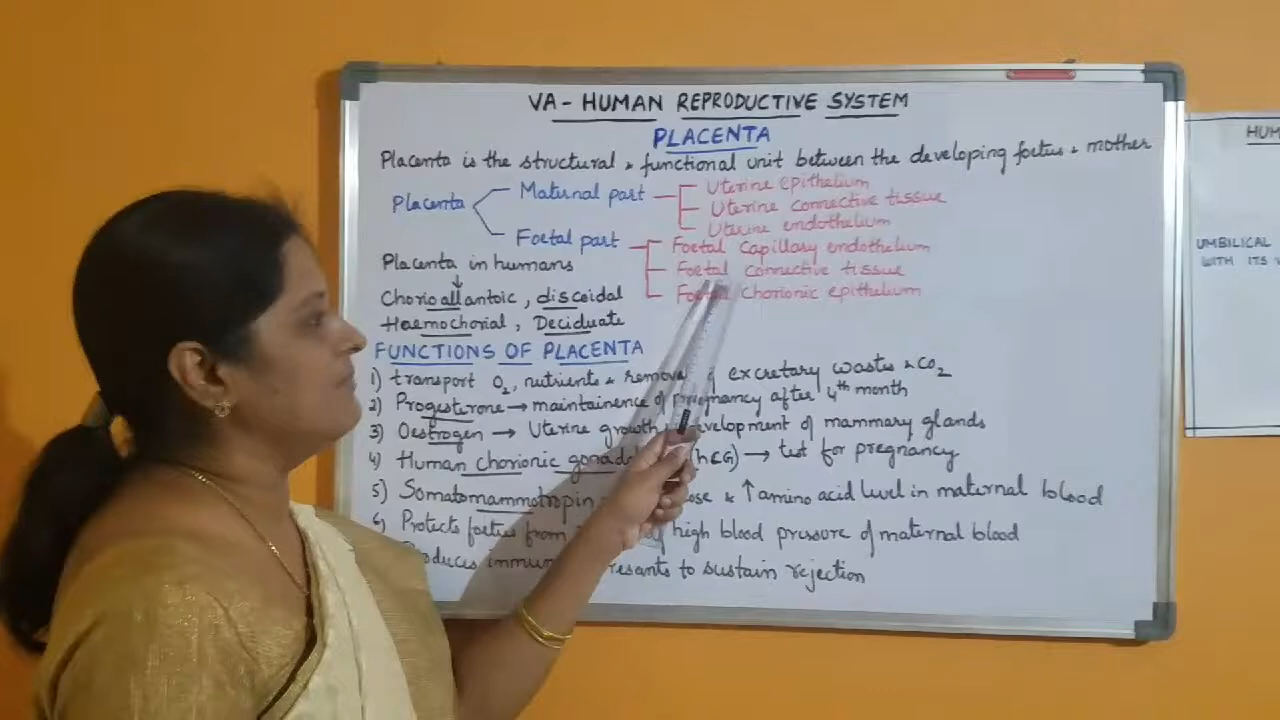 VA - HUMAN REPRODUCTIVE SYSTEM
PLACENTA
Placenta is the structural & functional unit between the developing foetus & mother
Placenta
Maternal part
Uterine epithelium
Uterine connective tissue
Uterine endothelium
Foetal part
Foetal Capillary endothelium
Foetal connective tissue
Foetal Chorionic epithelium
Placenta in humans
↓
Chorioallantoic, discoidal
Haemochorial, Deciduate
FUNCTIONS OF PLACENTA
1) transport O2, nutrients & removal of excretary wastes & CO2
2) Progesterone → maintainence of pregnancy after 4th month
3) Oestrogen → Uterine growth development of mammary glands
4) Human chorionic (hCG) → test for pregnancy
5) Somatomammotropin & ↑ amino acid level in maternal blood
6) Protects foetus from high blood pressure of maternal blood
to sustain rejection
HUM
UMBILICAL
WITH ITS